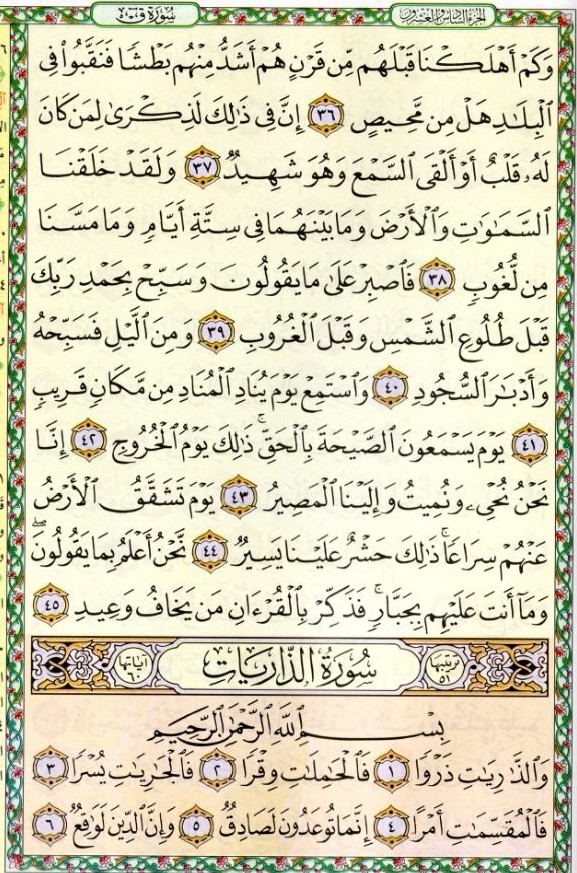 الجزء السادس والعشرون
سورة ق ٥٠
وَكَمْ أَهْلَكْنَا قَبْلَهُم مِّن قَرْنٍ هُمْ أَشَدُّ مِنْهُم بَطْشًا فَنَقَّبُوا۟ فِى
ٱلْبِلَـٰدِ هَلْ مِن مَّحِيصٍ ٣٦ إِنَّ فِى ذَٰلِكَ لَذِكْرَىٰ لِمَن كَانَ
لَهُۥ قَلْبٌ أَوْ أَلْقَى ٱلسَّمْعَ وَهُوَ شَهِيدٌ ٣٧ وَلَقَدْ خَلَقْنَا
ٱلسَّمَـٰوَٰتِ وَٱلْأَرْضَ وَمَا بَيْنَهُمَا فِى سِتَّةِ أَيَّامٍ وَمَا مَسَّنَا
مِن لُّغُوبٍ ٣٨ فَٱصْبِرْ عَلَىٰ مَا يَقُولُونَ وَسَبِّحْ بِحَمْدِ رَبِّكَ
قَبْلَ طُلُوعِ ٱلشَّمْسِ وَقَبْلَ ٱلْغُرُوبِ ٣٩ وَمِنَ ٱلَّيْلِ فَسَبِّحْهُ
وَأَدْبَـٰرَ ٱلسُّجُودِ ٤٠ وَٱسْتَمِعْ يَوْمَ يُنَادِ ٱلْمُنَادِ مِن مَّكَانٍ قَرِيبٍ
٤١ يَوْمَ يَسْمَعُونَ ٱلصَّيْحَةَ بِٱلْحَقِّ ۚ ذَٰلِكَ يَوْمُ ٱلْخُرُوجِ ٤٢ إِنَّا
نَحْنُ نُحْىِۦ وَنُمِيتُ وَإِلَيْنَا ٱلْمَصِيرُ ٤٣ يَوْمَ تَشَقَّقُ ٱلْأَرْضُ
عَنْهُمْ سِرَاعًا ۚ ذَٰلِكَ حَشْرٌ عَلَيْنَا يَسِيرٌ ٤٤ نَّحْنُ أَعْلَمُ بِمَا يَقُولُونَ ۖ
وَمَآ أَنتَ عَلَيْهِم بِجَبَّارٍ ۖ فَذَكِّرْ بِٱلْقُرْءَانِ مَن يَخَافُ وَعِيدِ ٤٥
ترتيبها ٥١ سُورَةُ الذَّارِيَاتِ آياتها ٦٠
بِسْمِ ٱللَّهِ ٱلرَّحْمَـٰنِ ٱلرَّحِيمِ
وَٱلذَّٰرِيَـٰتِ ذَرْوًا ١ فَٱلْحَـٰمِلَـٰتِ وِقْرًا ٢ فَٱلْجَـٰرِيَـٰتِ يُسْرًا ٣
فَٱلْمُقَسِّمَـٰتِ أَمْرًا ٤ إِنَّمَا تُوعَدُونَ لَصَادِقٌ ٥ وَإِنَّ ٱلدِّينَ لَوَٰقِعٌ ٦